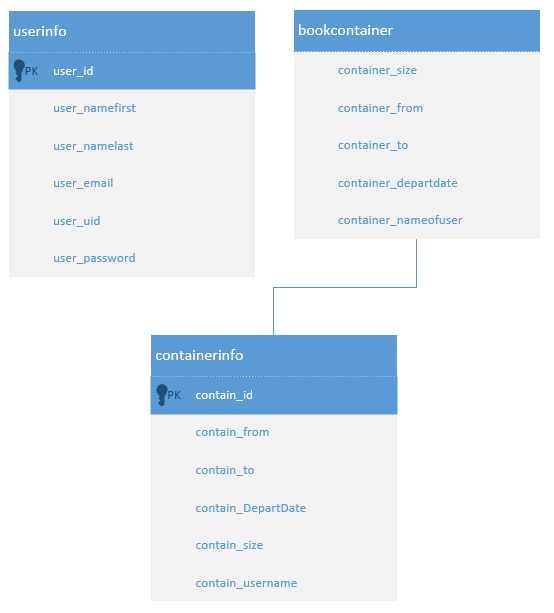 userinfo
PK user_id
user_namefirst
user_namelast
user_email
user_uid
user_password
bookcontainer
container_size
container_from
container_to
container_departdate
container_nameofuser
containerinfo
PK contain_id
contain_from
contain_to
contain_DepartDate
contain_size
contain_username